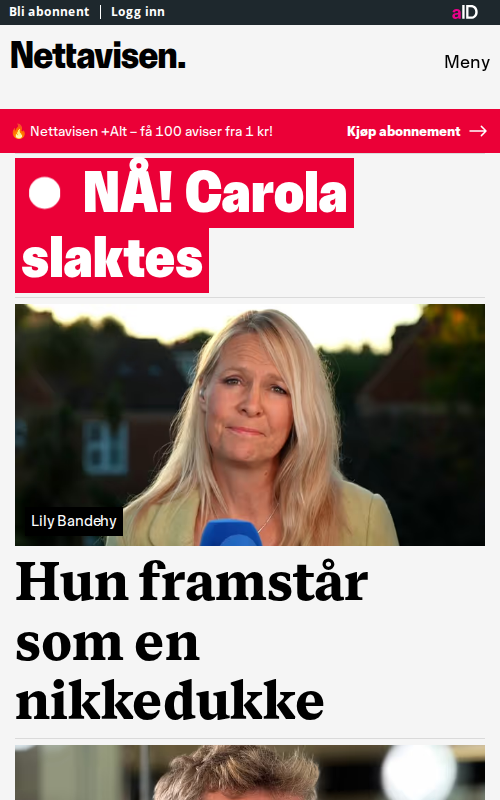 Bli abonnent | Logg inn
aID
Nettavisen.
Meny
🔥 Nettavisen +Alt – få 100 aviser fra 1 kr!
Kjøp abonnement →
NÅ! Carola
slaktes
Lily Bandehy
Hun framstår
som en
nikkedukke